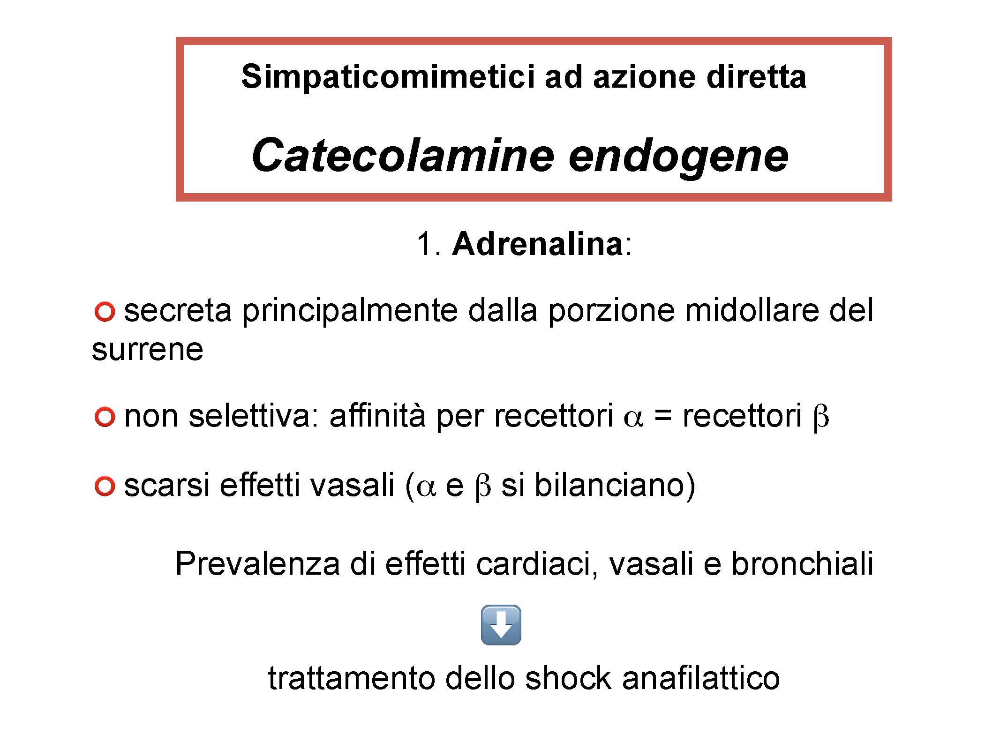 Simpaticomimetici ad azione diretta
Catecolamine endogene
1. Adrenalina:
secreta principalmente dalla porzione midollare del
surrene
non selettiva: affinità per recettori α = recettori β
scarsi effetti vasali (α e β si bilanciano)
Prevalenza di effetti cardiaci, vasali e bronchiali
trattamento dello shock anafilattico